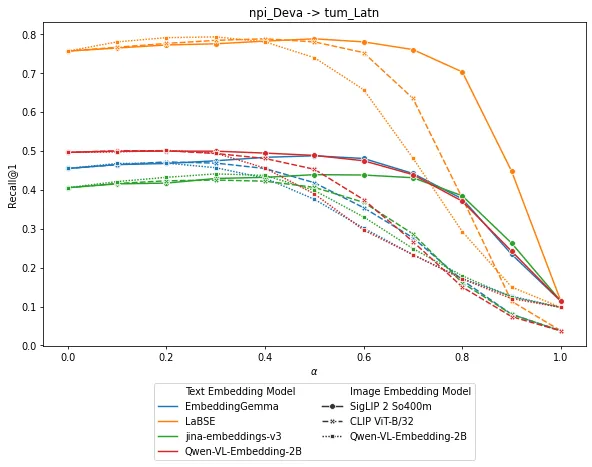 npi_Deva -> tum_Latn
0.8
0.7
0.6
0.5
0.4
0.3
0.2
0.1
0.0
Recall@1
0.0 0.2 0.4 0.6 0.8 1.0
α
Text Embedding Model Image Embedding Model
EmbeddingGemma SigLIP 2 So400m
LaBSE CLIP ViT-B/32
jina-embeddings-v3 Qwen-VL-Embedding-2B
Qwen-VL-Embedding-2B